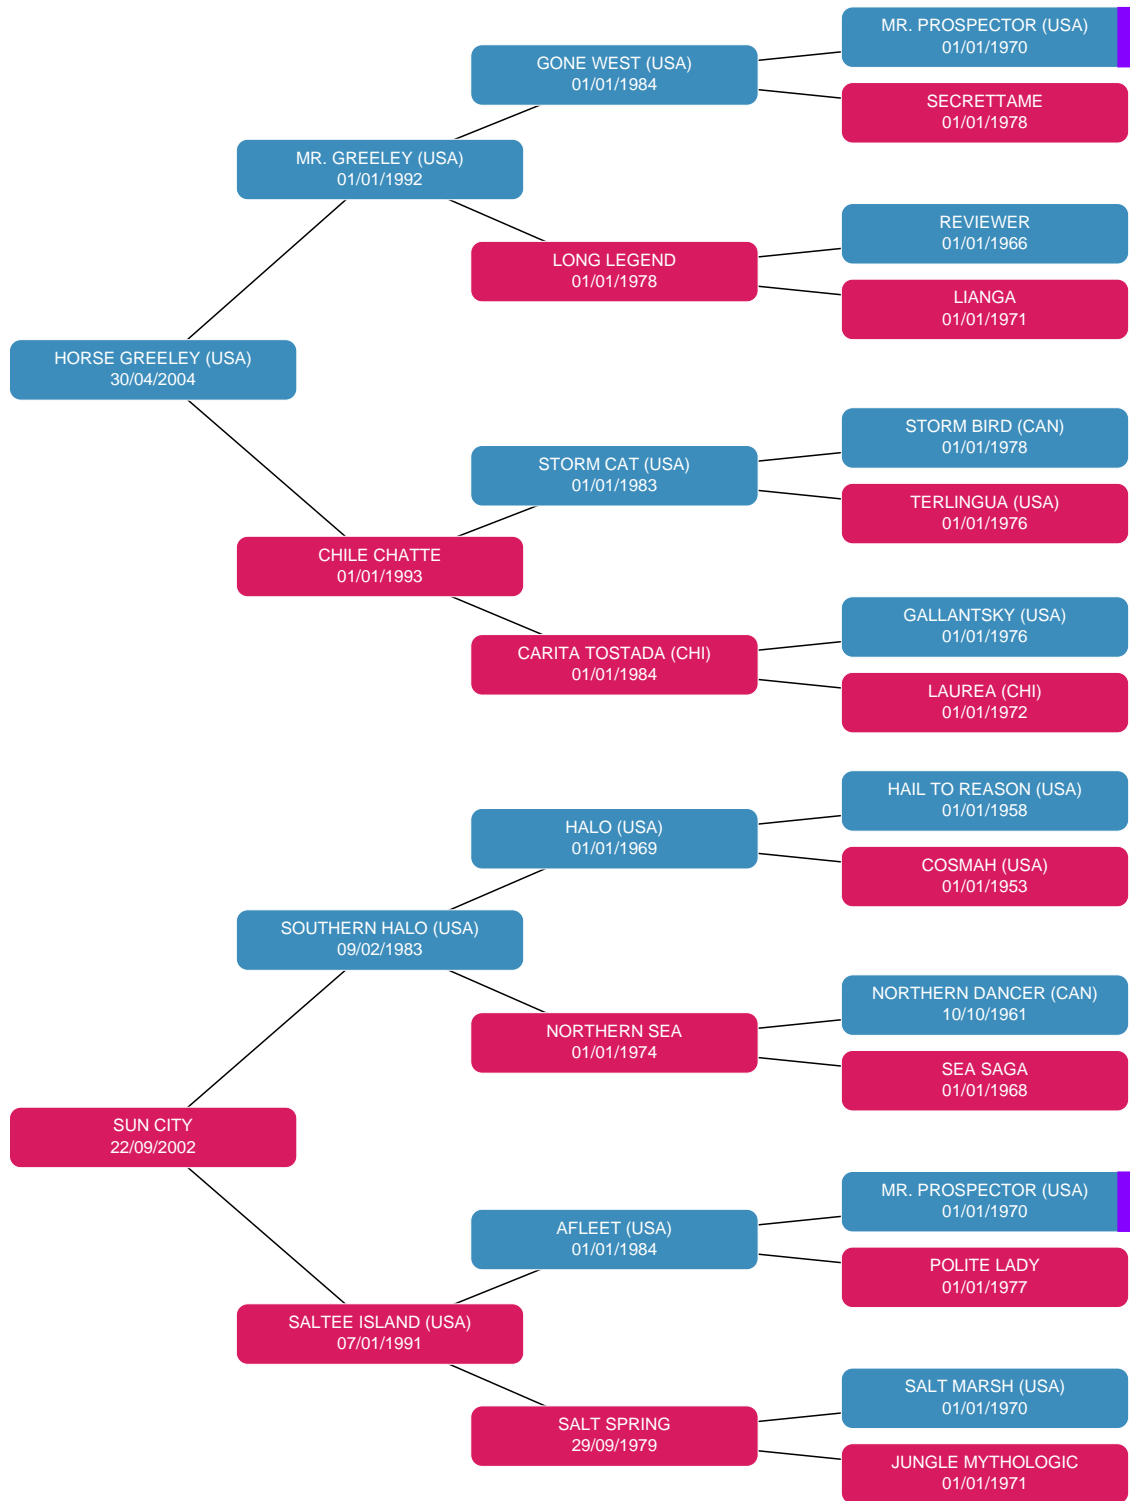 MR. PROSPECTOR (USA)
01/01/1970
GONE WEST (USA)
01/01/1984
SECRETTAME
01/01/1978
MR. GREELEY (USA)
01/01/1992
REVIEWER
01/01/1966
LONG LEGEND
01/01/1978
LIANGA
01/01/1971
HORSE GREELEY (USA)
30/04/2004
STORM BIRD (CAN)
01/01/1978
STORM CAT (USA)
01/01/1983
TERLINGUA (USA)
01/01/1976
CHILE CHATTE
01/01/1993
GALLANTSKY (USA)
01/01/1976
CARITA TOSTADA (CHI)
01/01/1984
LAUREA (CHI)
01/01/1972
HAIL TO REASON (USA)
01/01/1958
HALO (USA)
01/01/1969
COSMAH (USA)
01/01/1953
SOUTHERN HALO (USA)
09/02/1983
NORTHERN DANCER (CAN)
10/10/1961
NORTHERN SEA
01/01/1974
SEA SAGA
01/01/1968
SUN CITY
22/09/2002
MR. PROSPECTOR (USA)
01/01/1970
AFLEET (USA)
01/01/1984
POLITE LADY
01/01/1977
SALTEE ISLAND (USA)
07/01/1991
SALT MARSH (USA)
01/01/1970
SALT SPRING
29/09/1979
JUNGLE MYTHOLOGIC
01/01/1971